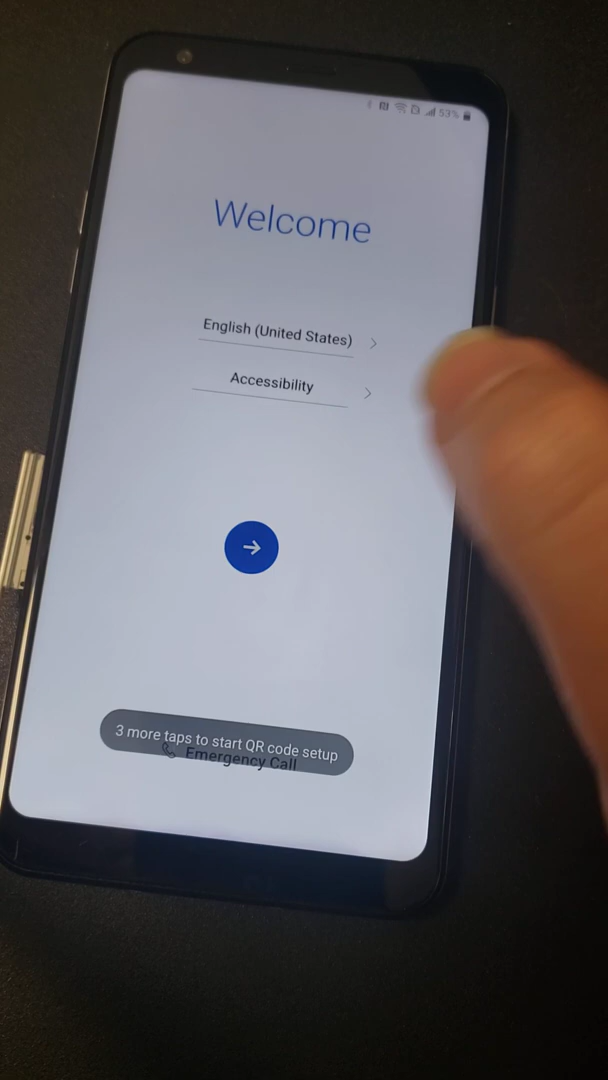 53%
Welcome
English (United States)
Accessibility
3 more taps to start QR code setup
Emergency Call